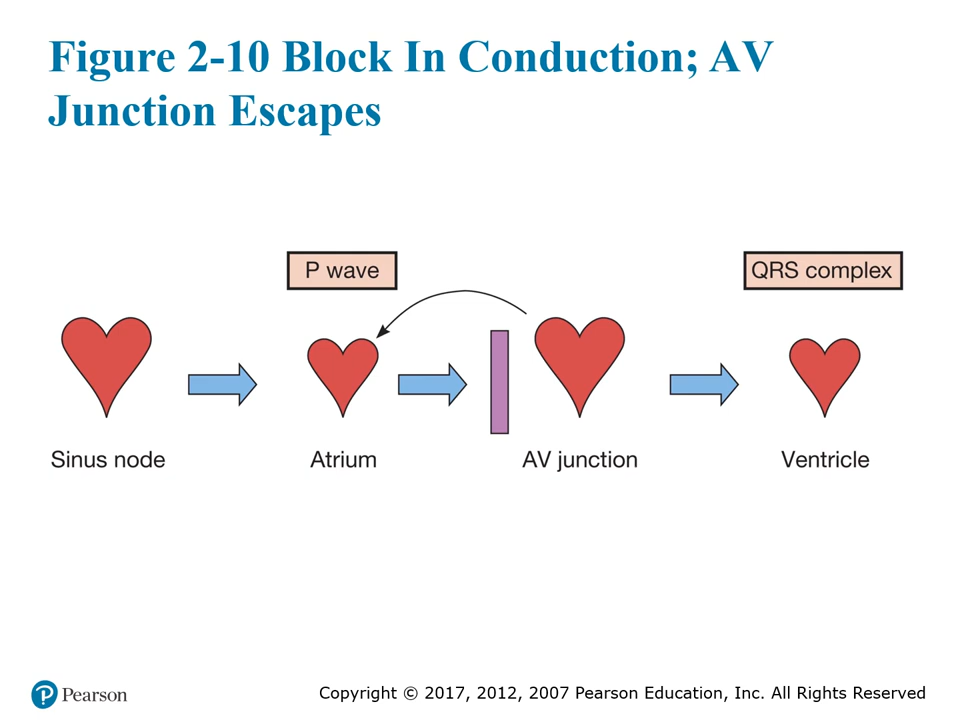 Figure 2-10 Block In Conduction; AV
Junction Escapes
P wave
QRS complex
Sinus node
Atrium
AV junction
Ventricle
Pearson
Copyright © 2017, 2012, 2007 Pearson Education, Inc. All Rights Reserved